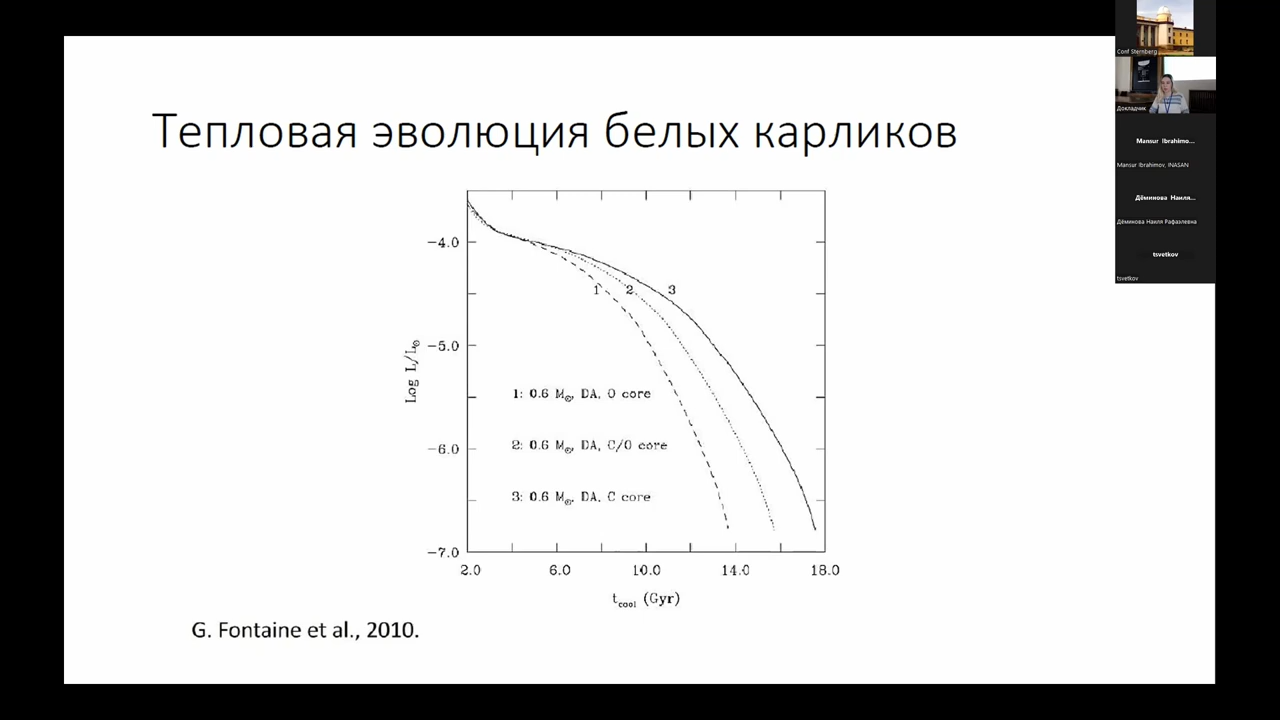 Тепловая эволюция белых карликов
-4.0
-5.0
-6.0
-7.0
Log L/L⊙
1 2 3
1: 0.6 M⊙, DA, O core
2: 0.6 M⊙, DA, C/O core
3: 0.6 M⊙, DA, C core
2.0 6.0 10.0 14.0 18.0
t_cool (Gyr)
G. Fontaine et al., 2010.
Conf Sternberg
Докладчик
Mansur Ibrahimo...
Mansur Ibrahimov, INASAN
Дёминова Наиля...
Дёминова Наиля Рафаэлевна
tsvetkov
tsvetkov